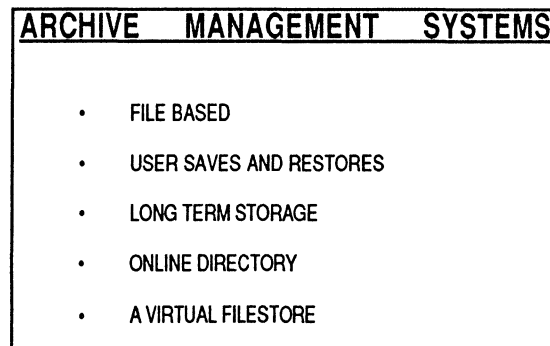 ARCHIVE MANAGEMENT SYSTEMS
• FILE BASED
• USER SAVES AND RESTORES
• LONG TERM STORAGE
• ONLINE DIRECTORY
• A VIRTUAL FILESTORE